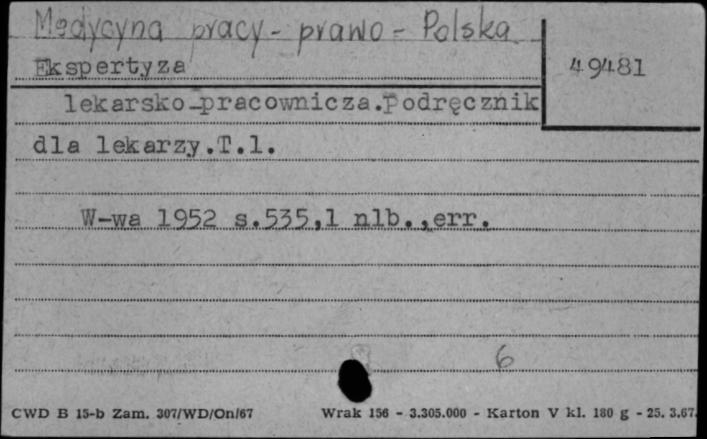 Medycyna pracy - prawo - Polska
Ekspertyza
49481
lekarsko-pracownicza.Podręcznik
dla lekarzy.T.1.
W-wa 1952 s.535,1 nlb.,err.
6
CWD B 15-b Zam. 307/WD/On/67 Wrak 156 - 3.305.000 - Karton V kl. 180 g - 25. 3.67.